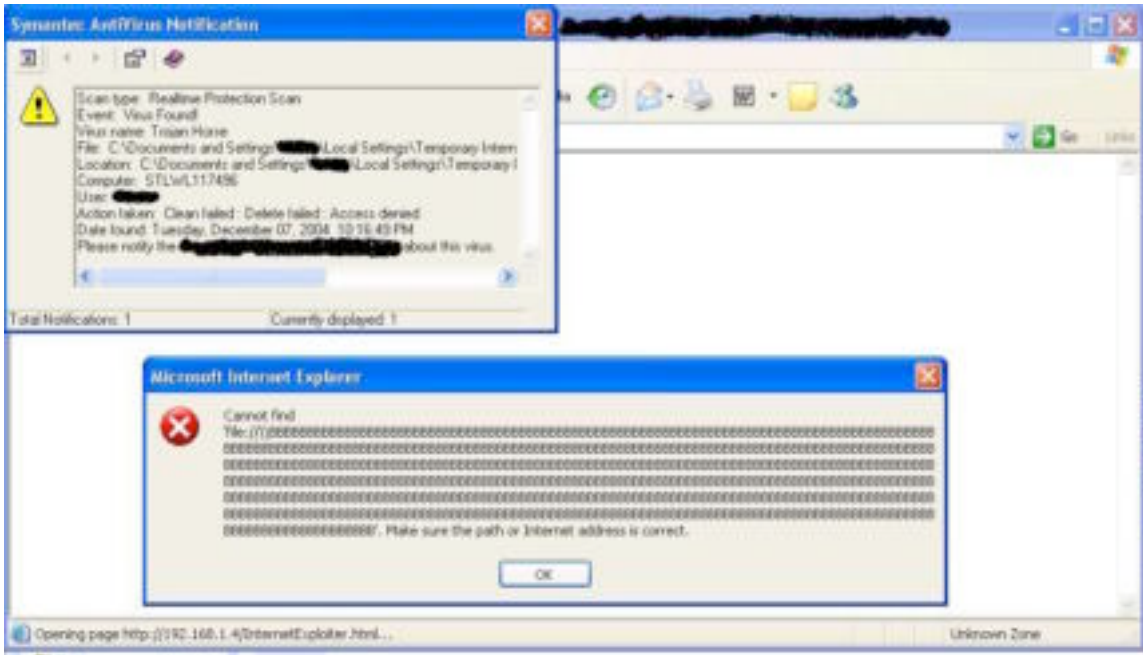 Symantec AntiVirus Notification
Scan type: Realtime Protection Scan
Event: Virus Found!
Virus name: Trojan Horse
File: C:\Documents and Settings\ \Local Settings\Temporary Intern
Location: C:\Documents and Settings\ \Local Settings\Temporary I
Computer: STLWL117496
User:
Action taken: Clean failed : Delete failed : Access denied
Date found: Tuesday, December 07, 2004 10:16:49 PM
Please notify the about this virus.
Total Notifications: 1 Currently displayed: 1
Go Links
Microsoft Internet Explorer
Cannot find
'file:////
. Make sure the path or Internet address is correct.
OK
Opening page http://192.168.1.4/InternetExploiter.html...
Unknown Zone